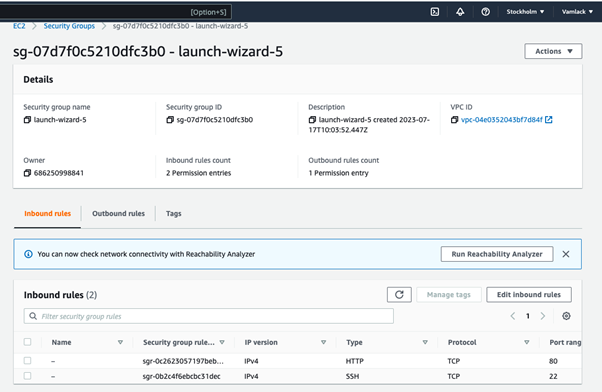 [Option+S]
Stockholm ▼
Vamlack ▼
EC2 > Security Groups > sg-07d7f0c5210dfc3b0 - launch-wizard-5
sg-07d7f0c5210dfc3b0 - launch-wizard-5
Actions ▼
Details
Security group name
launch-wizard-5
Security group ID
sg-07d7f0c5210dfc3b0
Description
launch-wizard-5 created 2023-07-
17T10:03:52.447Z
VPC ID
vpc-04e0352043bf7d84f
Owner
686250998841
Inbound rules count
2 Permission entries
Outbound rules count
1 Permission entry
Inbound rules
Outbound rules
Tags
You can now check network connectivity with Reachability Analyzer
Run Reachability Analyzer
Inbound rules (2)
Manage tags
Edit inbound rules
Filter security group rules
1
Name
Security group rule...
IP version
Type
Protocol
Port rang
– sgr-0c2623057197beb... IPv4 HTTP TCP 80
– sgr-0b2c4f6ebcbc31dec IPv4 SSH TCP 22